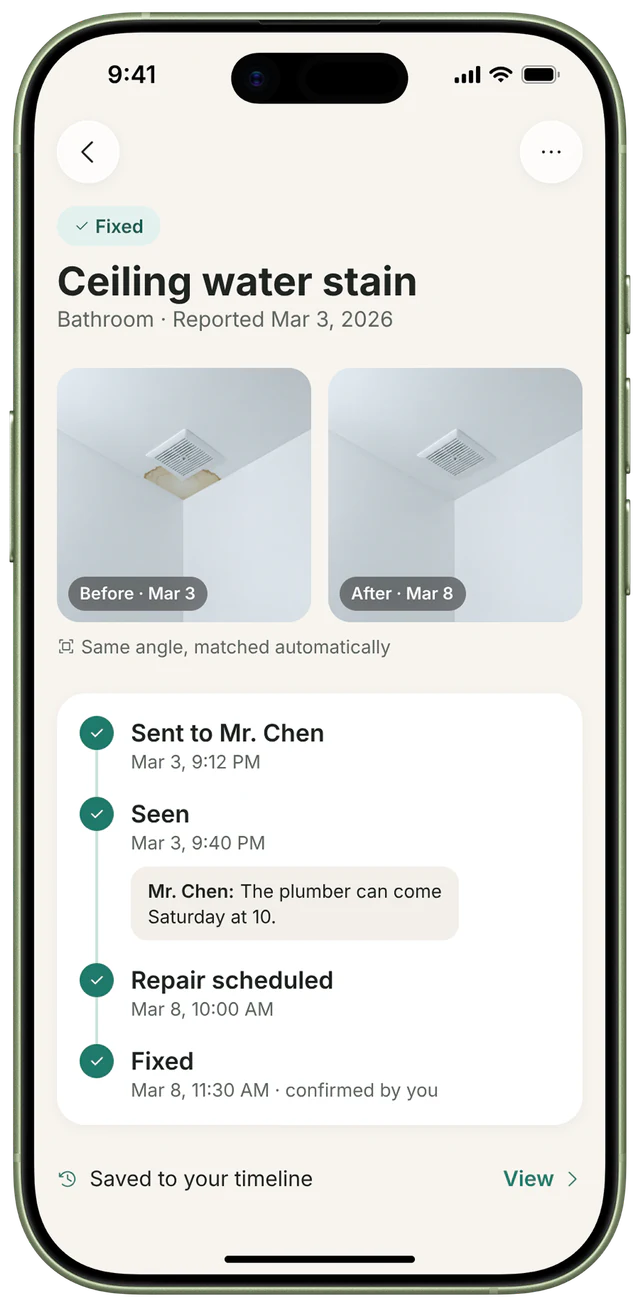 9:41
Fixed
Ceiling water stain
Bathroom · Reported Mar 3, 2026
Before · Mar 3
After · Mar 8
Same angle, matched automatically
Sent to Mr. Chen
Mar 3, 9:12 PM
Seen
Mar 3, 9:40 PM
Mr. Chen: The plumber can come
Saturday at 10.
Repair scheduled
Mar 8, 10:00 AM
Fixed
Mar 8, 11:30 AM · confirmed by you
Saved to your timeline
View